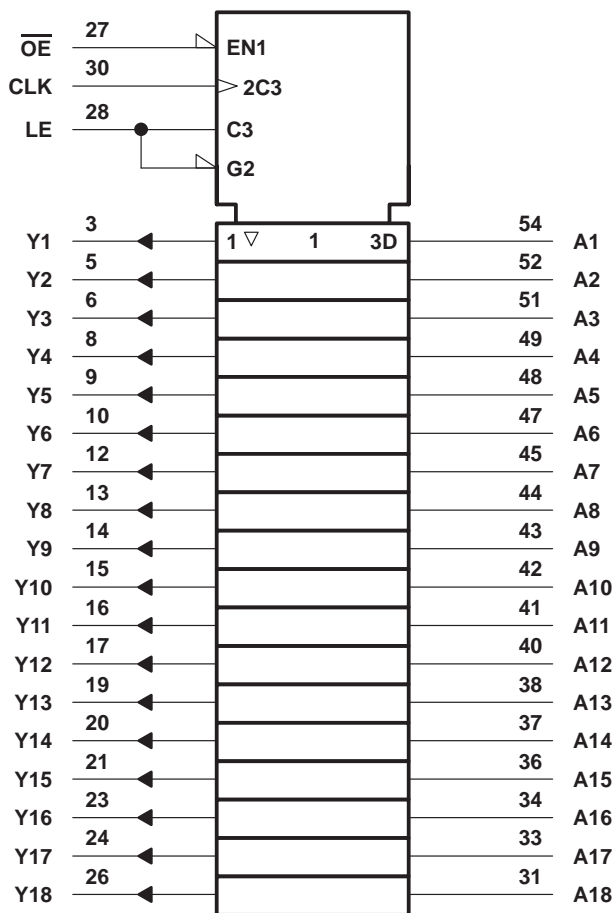 27
OE EN1
30
CLK 2C3
28
LE C3
G2
3 54
Y1 1 ▽ 1 3D A1
5 52
Y2 A2
6 51
Y3 A3
8 49
Y4 A4
9 48
Y5 A5
10 47
Y6 A6
12 45
Y7 A7
13 44
Y8 A8
14 43
Y9 A9
15 42
Y10 A10
16 41
Y11 A11
17 40
Y12 A12
19 38
Y13 A13
20 37
Y14 A14
21 36
Y15 A15
23 34
Y16 A16
24 33
Y17 A17
26 31
Y18 A18